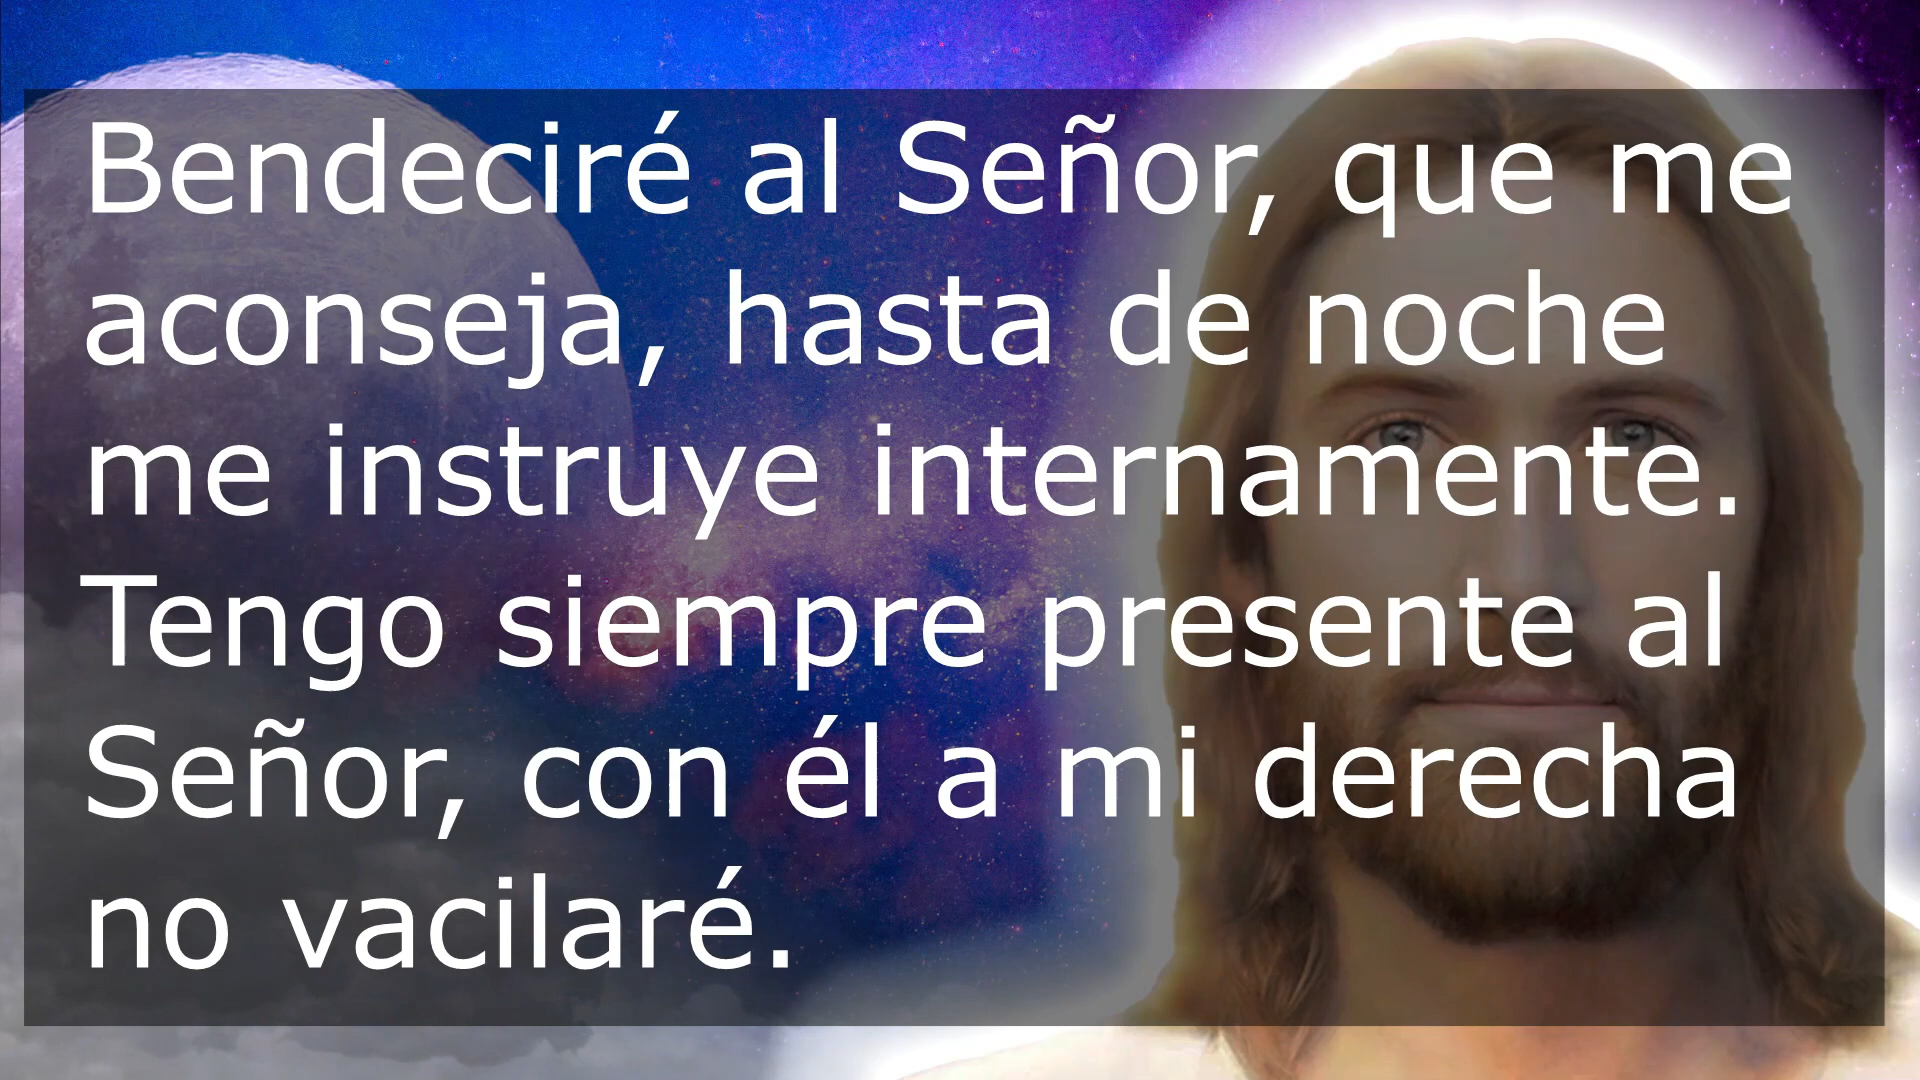 Bendeciré al Señor, que me
aconseja, hasta de noche
me instruye internamente.
Tengo siempre presente al
Señor, con él a mi derecha
no vacilaré.